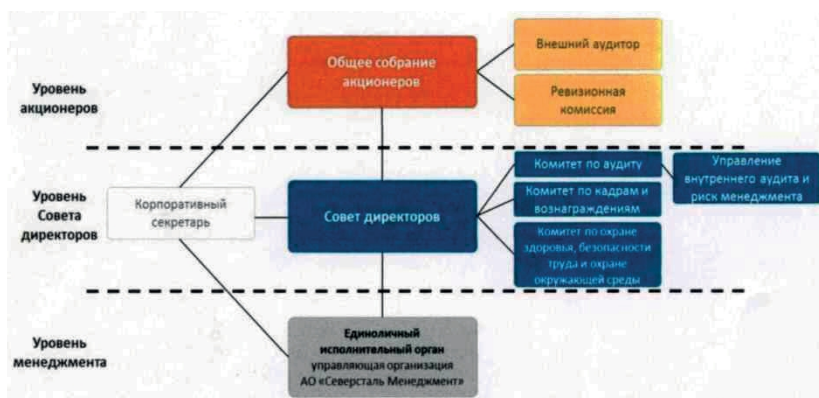 Уровень
акционеров
Общее собрание
акционеров
Внешний аудитор
Ревизионная
комиссия
Уровень
Совета
директоров
Корпоративный
секретарь
Совет директоров
Комитет по аудиту
Управление
внутреннего аудита и
риск менеджмента
Комитет по кадрам и
вознаграждениям
Комитет по охране
здоровья, безопасности
труда и охране
окружающей среды
Уровень
менеджмента
Единоличный
исполнительный орган
управляющая организация
АО «Северсталь Менеджмент»